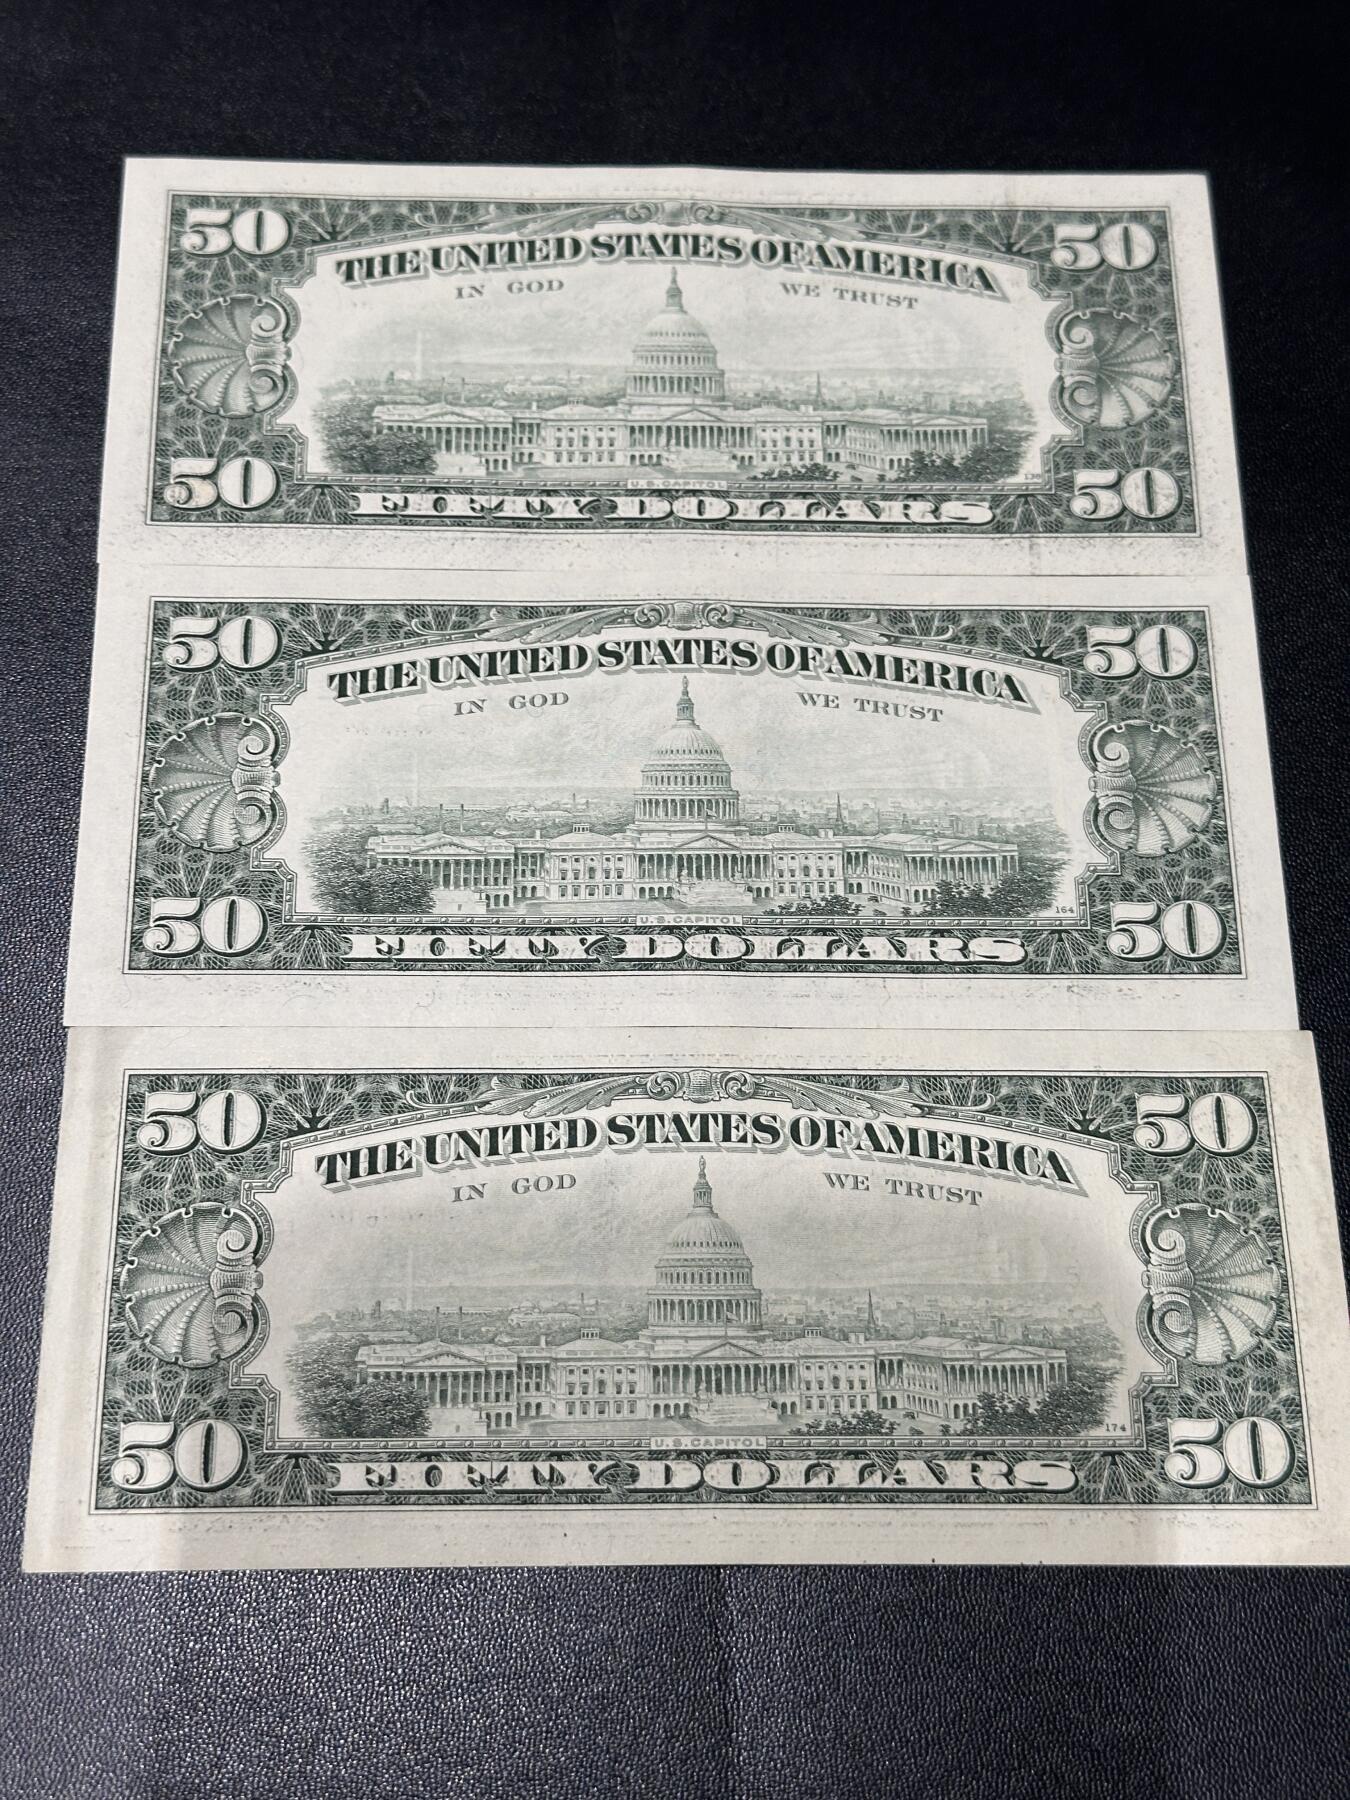 50 50
THE UNITED STATES OF AMERICA
IN GOD WE TRUST
50 U.S. CAPITOL 50
FIFTY DOLLARS
50 50
THE UNITED STATES OF AMERICA
IN GOD WE TRUST
164
50 U.S. CAPITOL 50
FIFTY DOLLARS
50 50
THE UNITED STATES OF AMERICA
IN GOD WE TRUST
174
50 U.S. CAPITOL 50
FIFTY DOLLARS